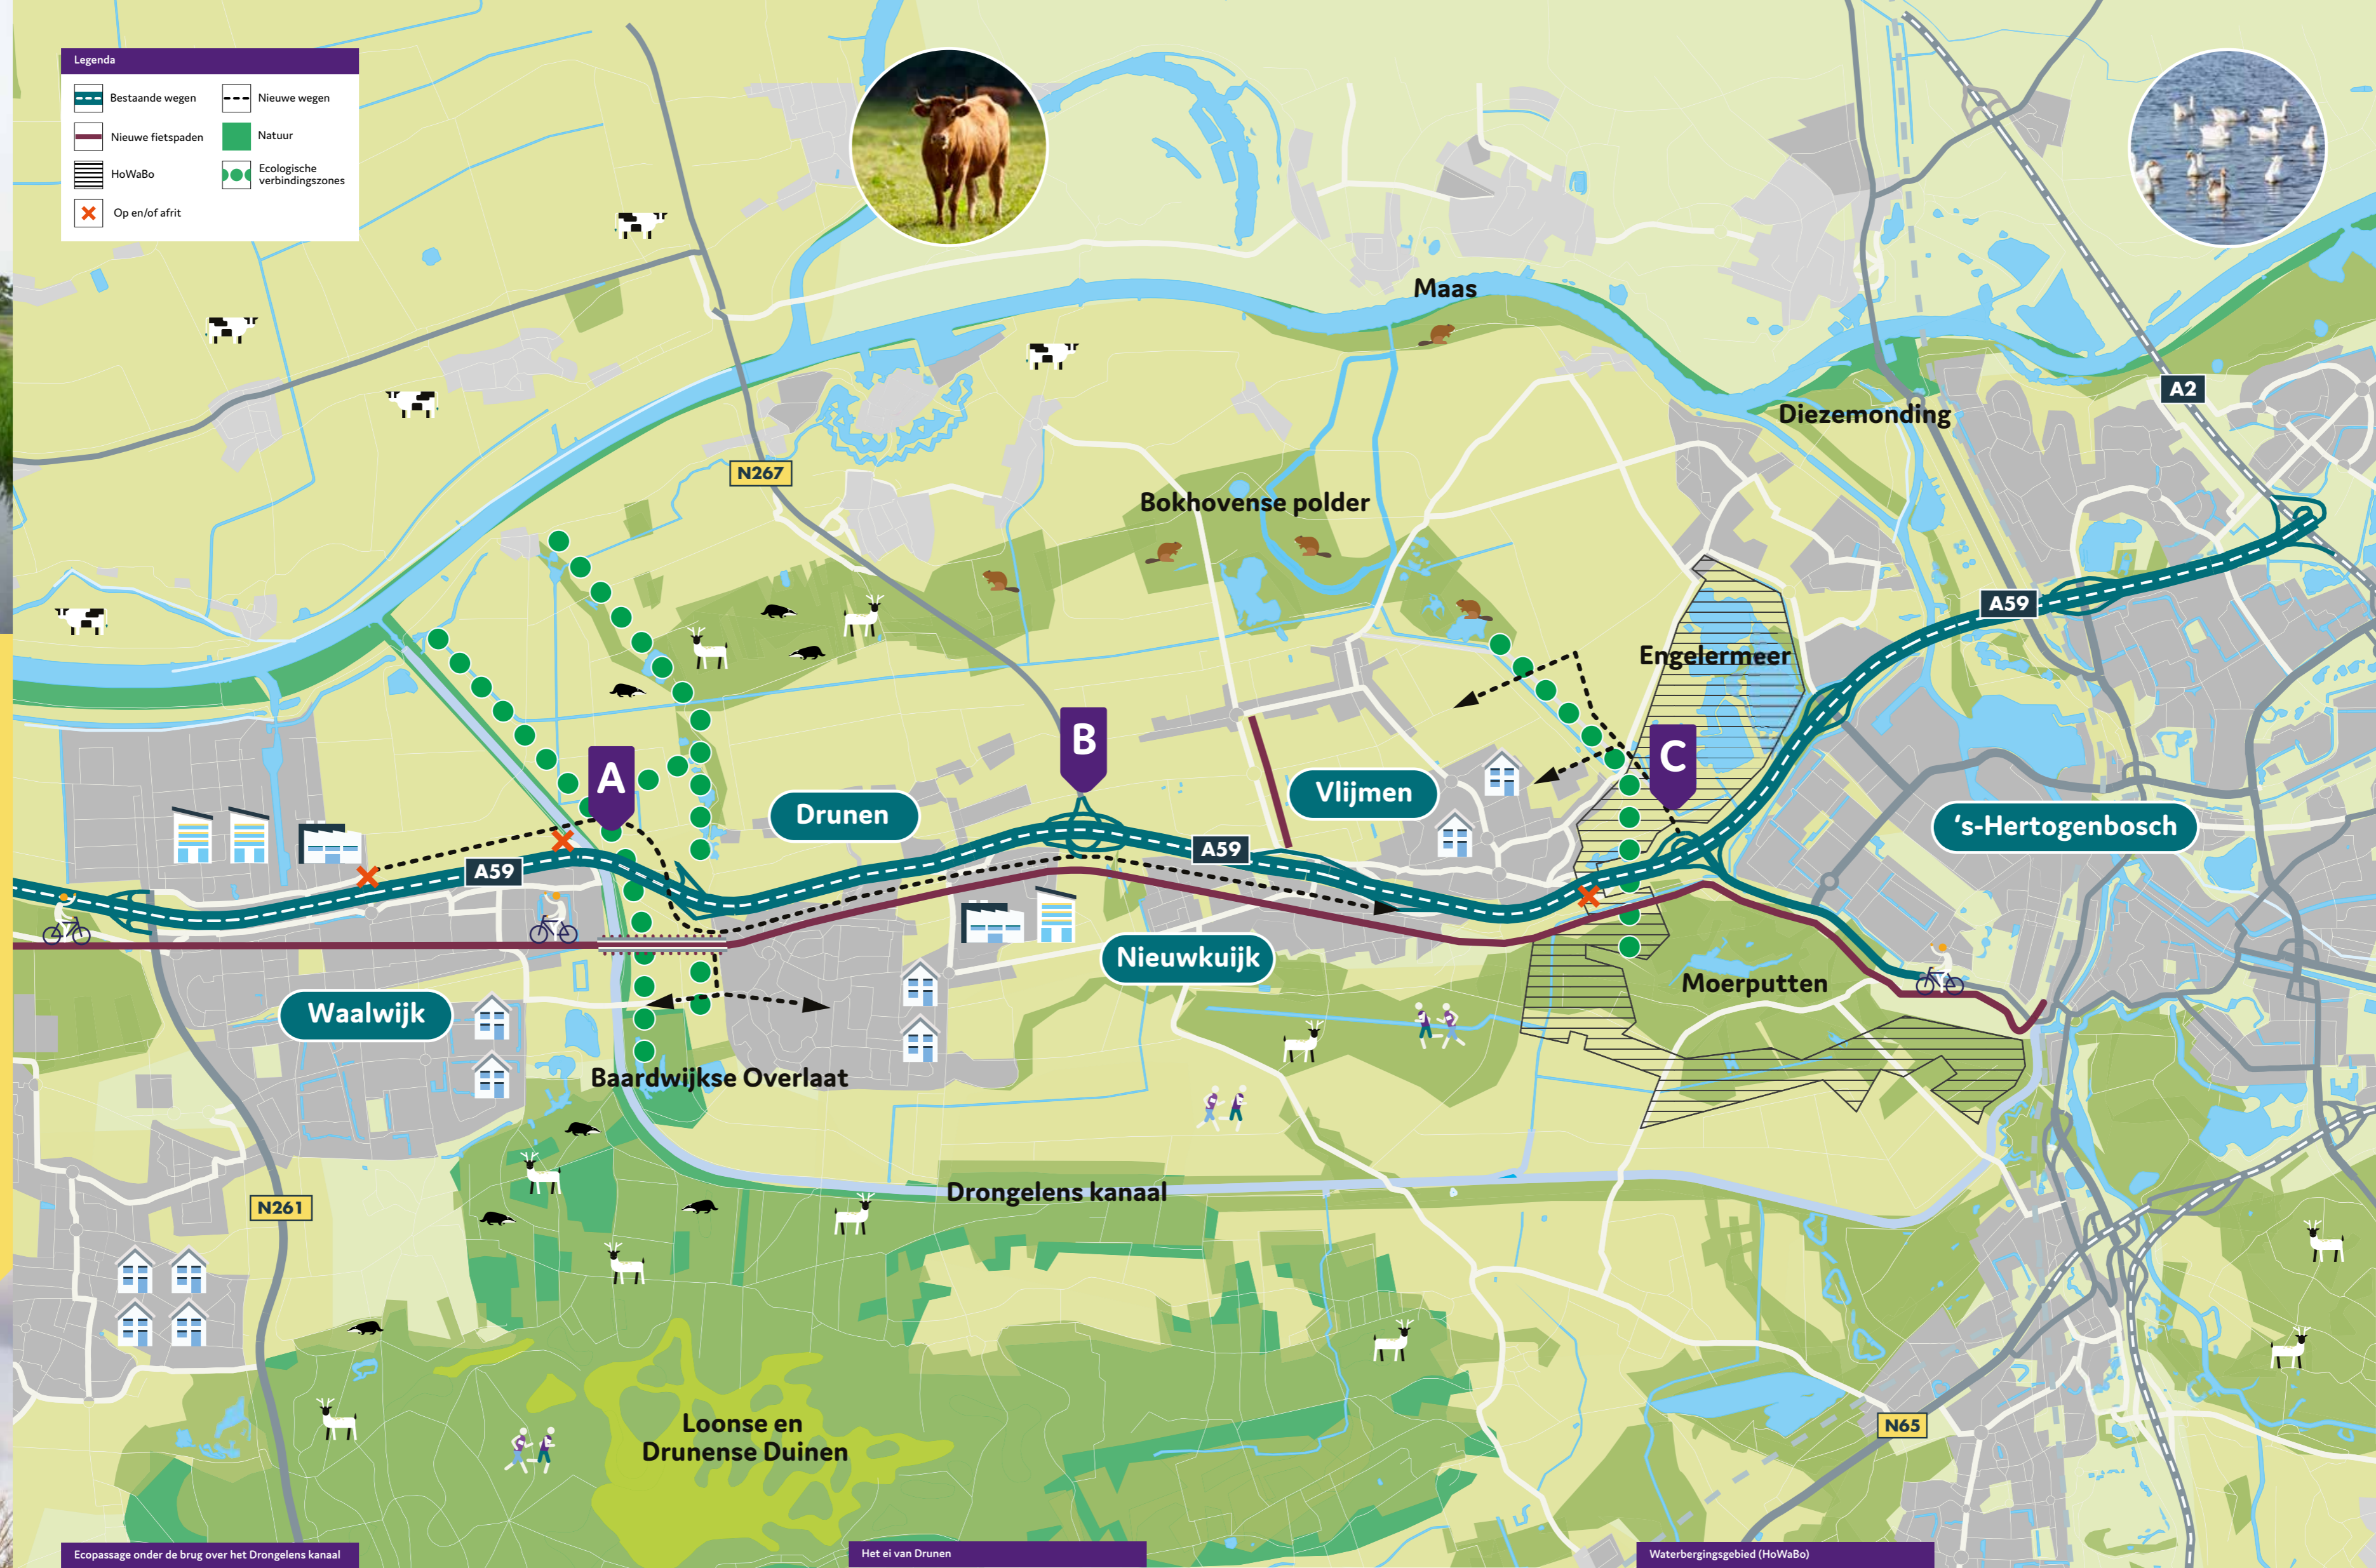 Legenda
Bestaande wegen
Nieuwe wegen
Nieuwe fietspaden
Natuur
HoWaBo
Ecologische
verbindingszones
Op en/of afrit
Maas
A2
Diezemonding
N267
Bokhovense polder
A59
Engelermeer
B
C
A
Vlijmen
Drunen
's-Hertogenbosch
A59
A59
Nieuwkuijk
Moerputten
Waalwijk
Baardwijkse Overlaat
Drongelens kanaal
N261
Loonse en
Drunense Duinen
N65
Ecopassage onder de brug over het Drongelens kanaal
Het ei van Drunen
Waterbergingsgebied (HoWaBo)